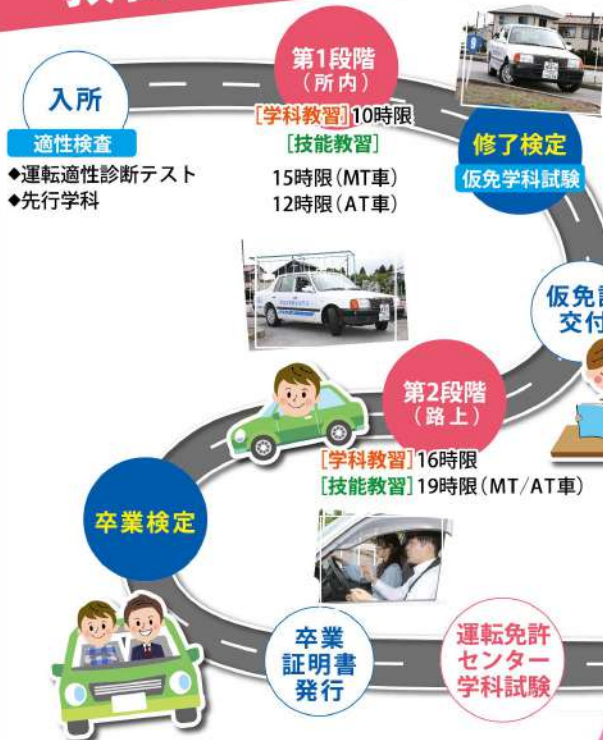 入所
適性検査
◆運転適性診断テスト
◆先行学科
第1段階
（所内）
[学科教習]10時限
[技能教習]
15時限（MT車）
12時限（AT車）
修了検定
仮免学科試験
仮免
交付
第2段階
（路上）
[学科教習]16時限
[技能教習]19時限（MT/AT車）
卒業検定
卒業
証明書
発行
運転免許
センター
学科試験